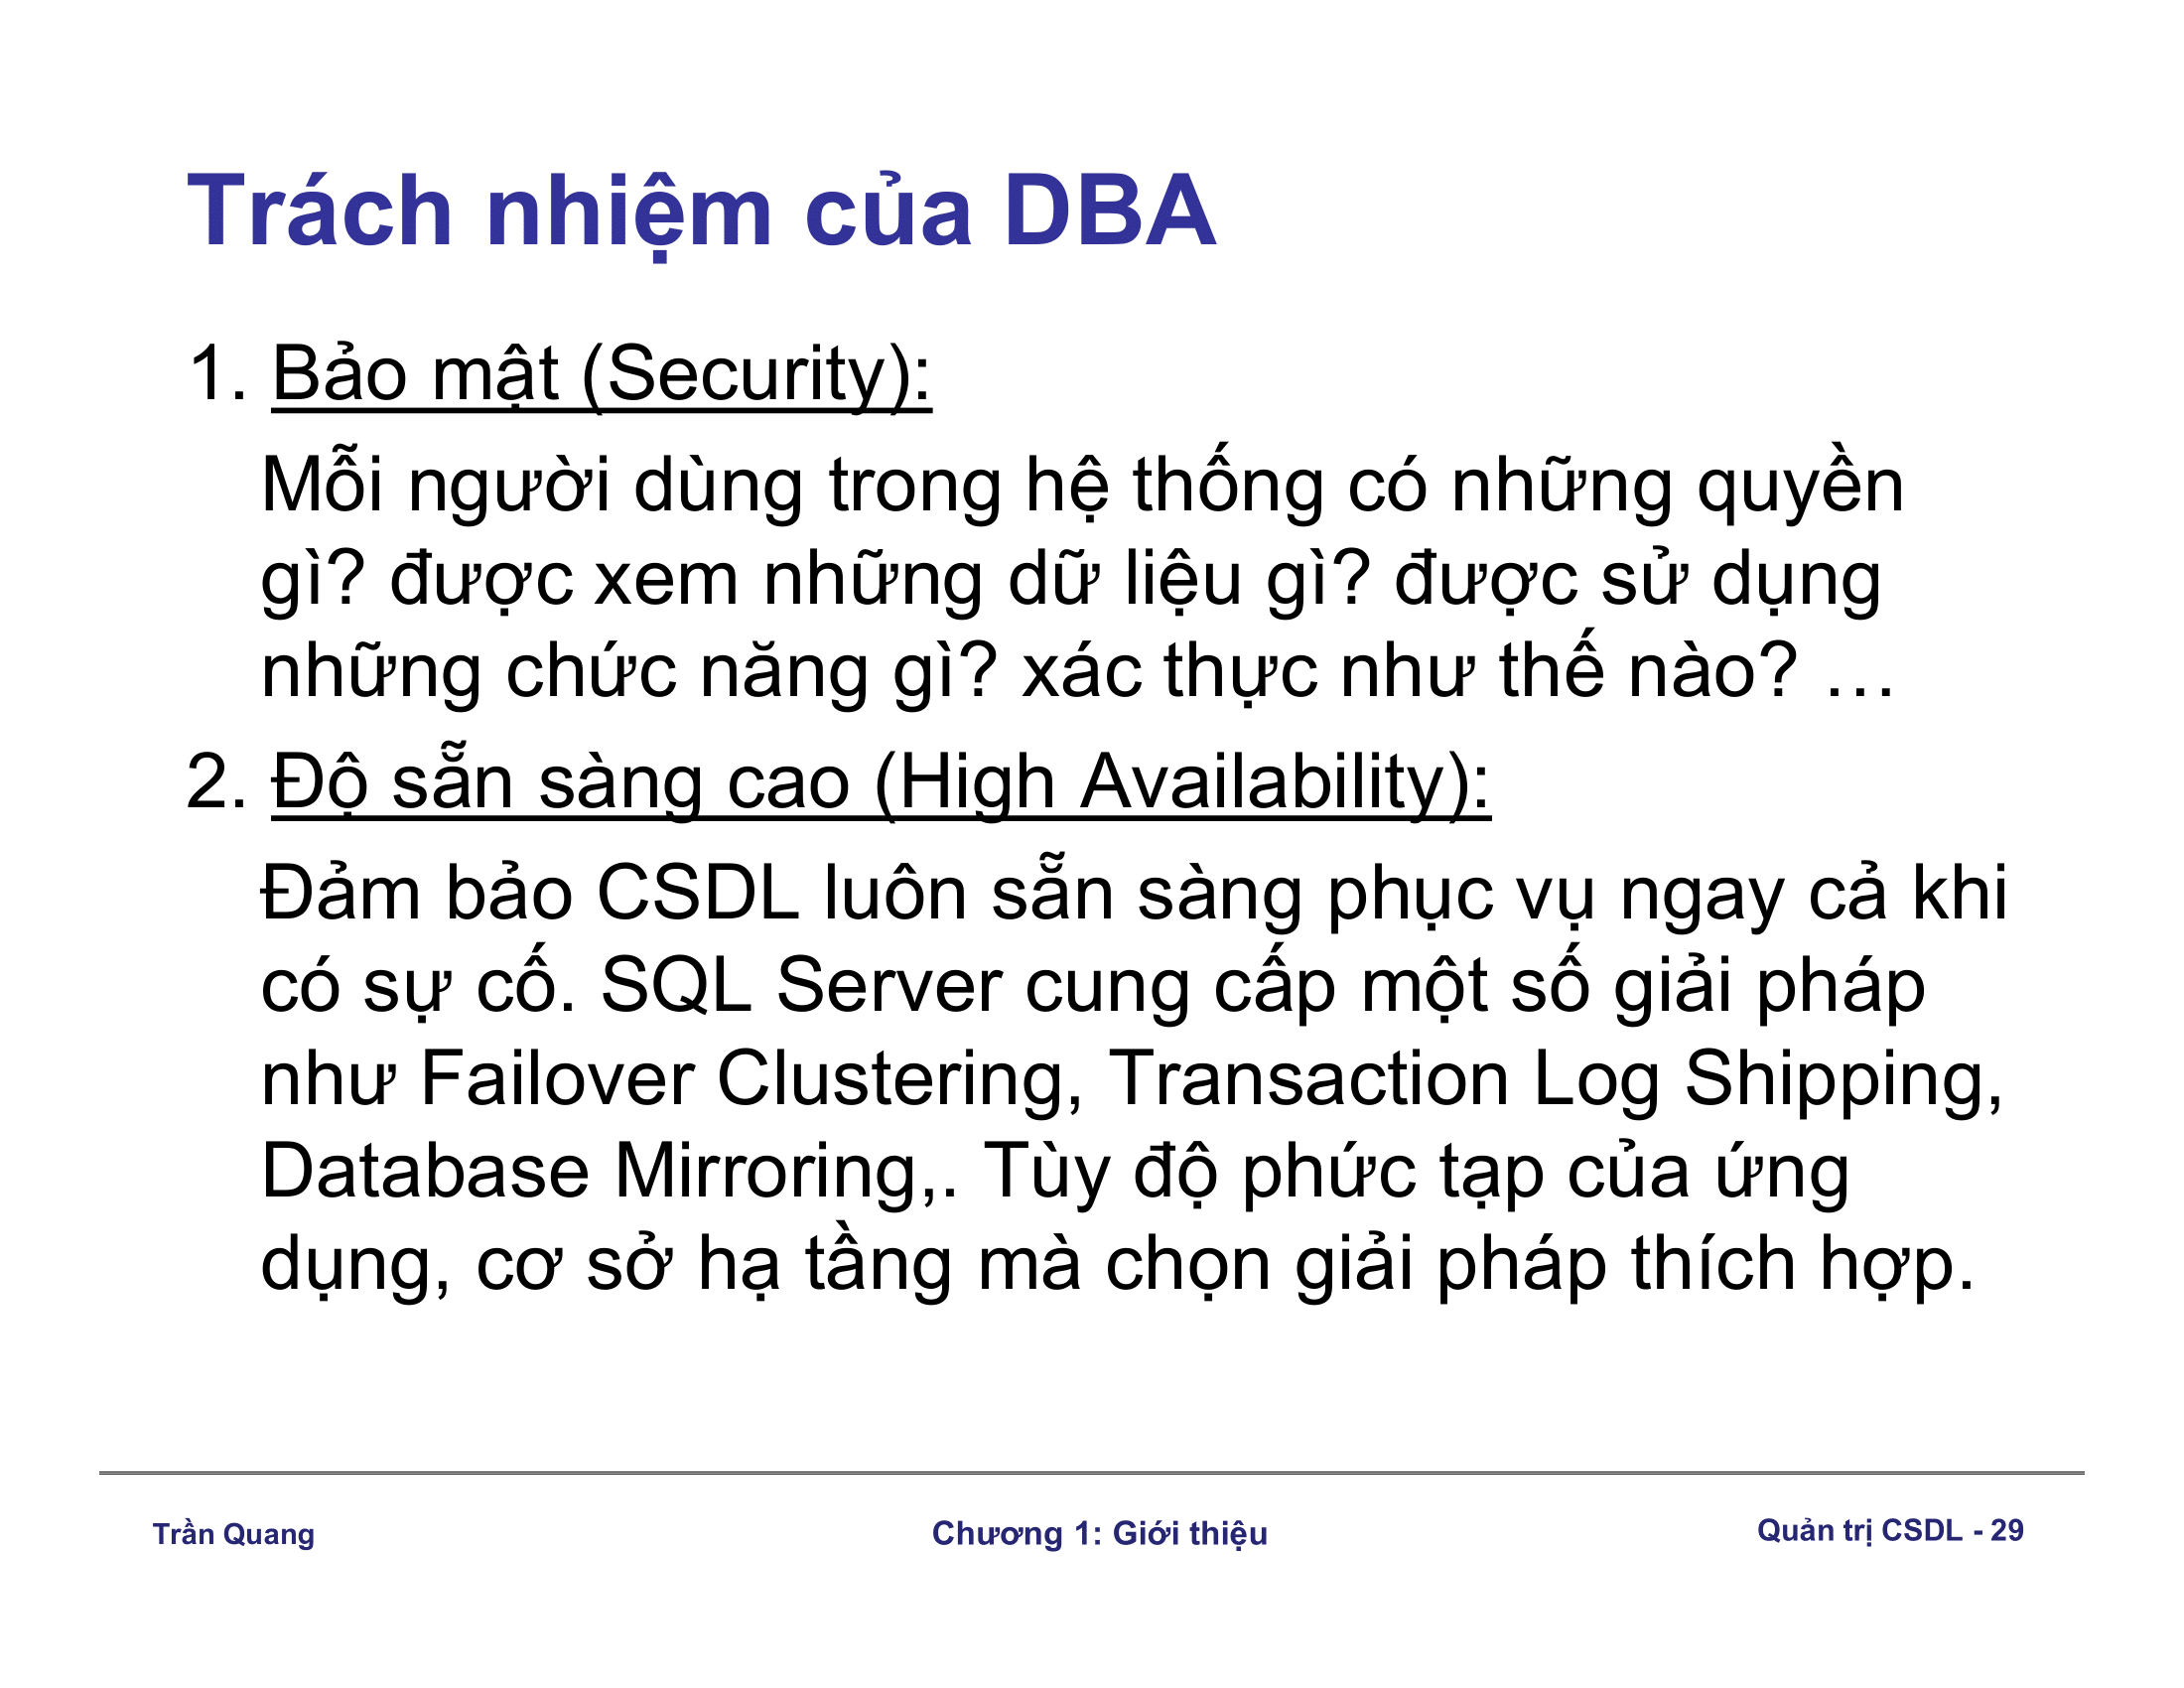 Trách nhiệm của DBA
1. Bảo mật (Security):
Mỗi người dùng trong hệ thống có những quyền
gì? được xem những dữ liệu gì? được sử dụng
những chức năng gì? xác thực như thế nào? …
2. Độ sẵn sàng cao (High Availability):
Đảm bảo CSDL luôn sẵn sàng phục vụ ngay cả khi
có sự cố. SQL Server cung cấp một số giải pháp
như Failover Clustering, Transaction Log Shipping,
Database Mirroring,. Tùy độ phức tạp của ứng
dụng, cơ sở hạ tầng mà chọn giải pháp thích hợp.
Trần Quang
Chương 1: Giới thiệu
Quản trị CSDL - 29